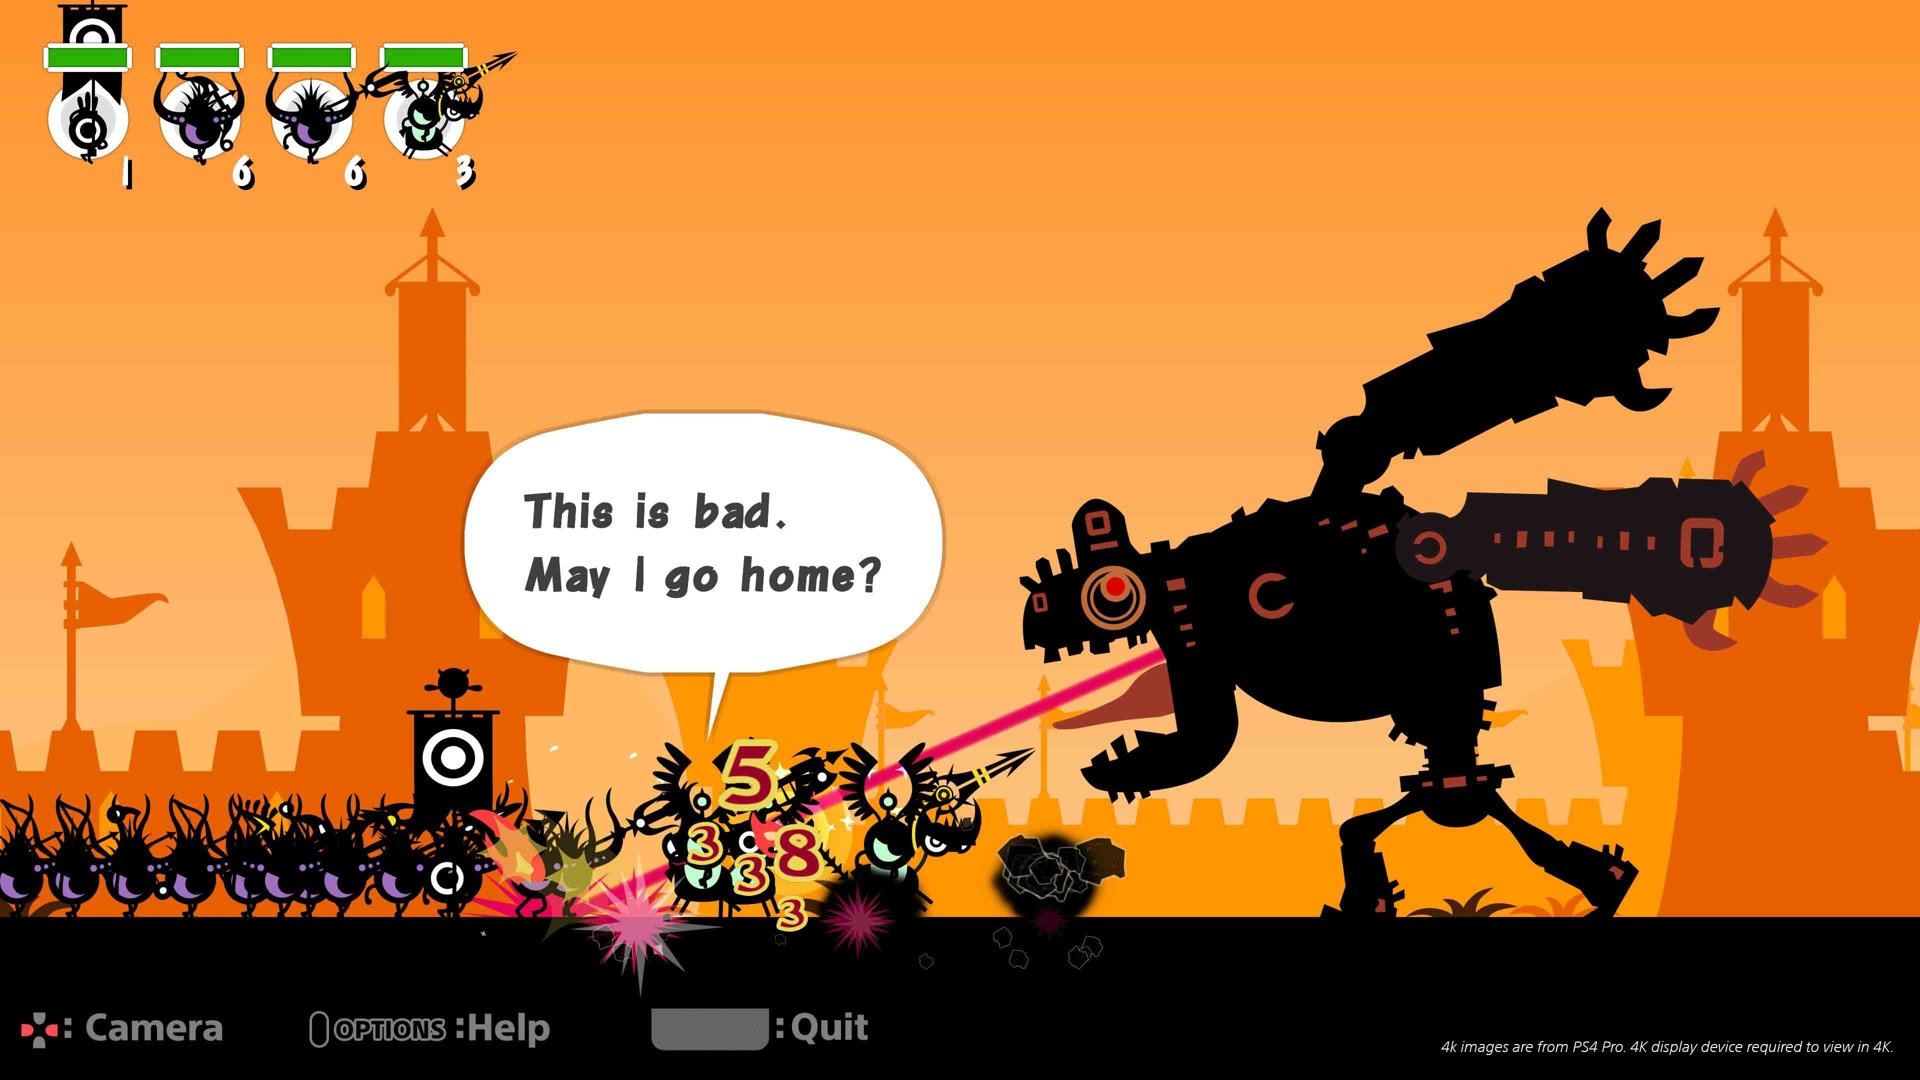 1 6 6 3
This is bad.
May I go home?
5
3 8
3
3
: Camera
OPTIONS :Help
:Quit
4k images are from PS4 Pro. 4K display device required to view in 4K.